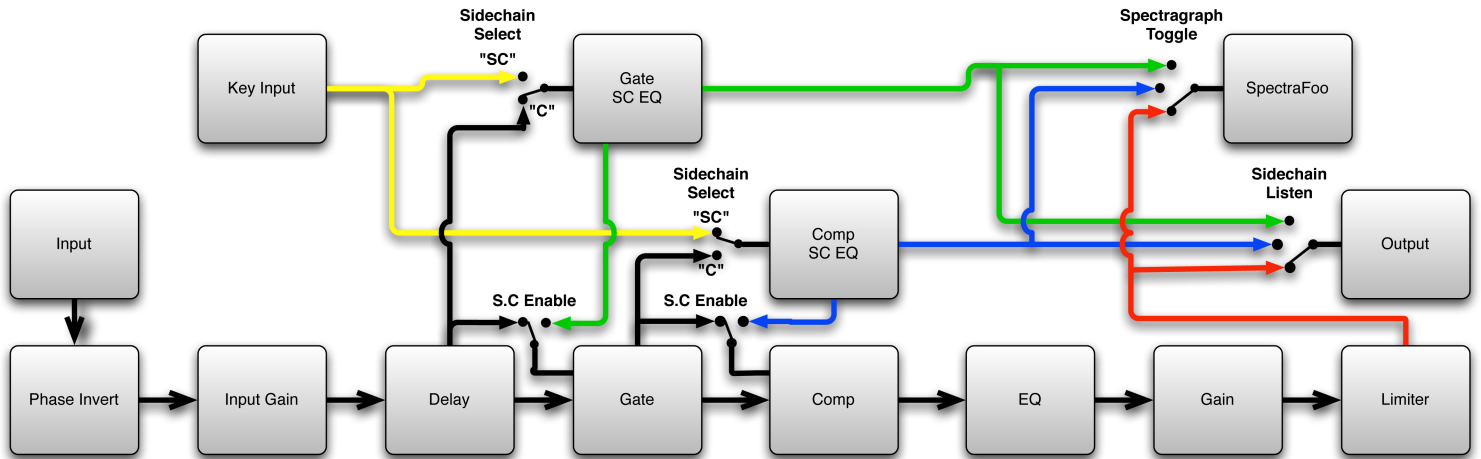 Sidechain
Select
"SC"
"C"
Key Input
Gate
SC EQ
Spectragraph
Toggle
SpectraFoo
Sidechain
Select
"SC"
"C"
Input
Comp
SC EQ
Sidechain
Listen
Output
S.C Enable
S.C Enable
Phase Invert
Input Gain
Delay
Gate
Comp
EQ
Gain
Limiter